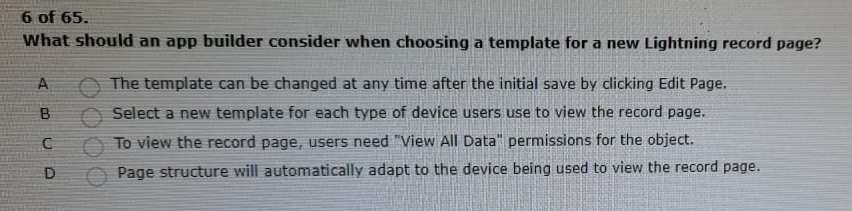 6 of 65.
What should an app builder consider when choosing a template for a new Lightning record page?
A The template can be changed at any time after the initial save by clicking Edit Page.
B Select a new template for each type of device users use to view the record page.
C To view the record page, users need "View All Data" permissions for the object.
D Page structure will automatically adapt to the device being used to view the record page.